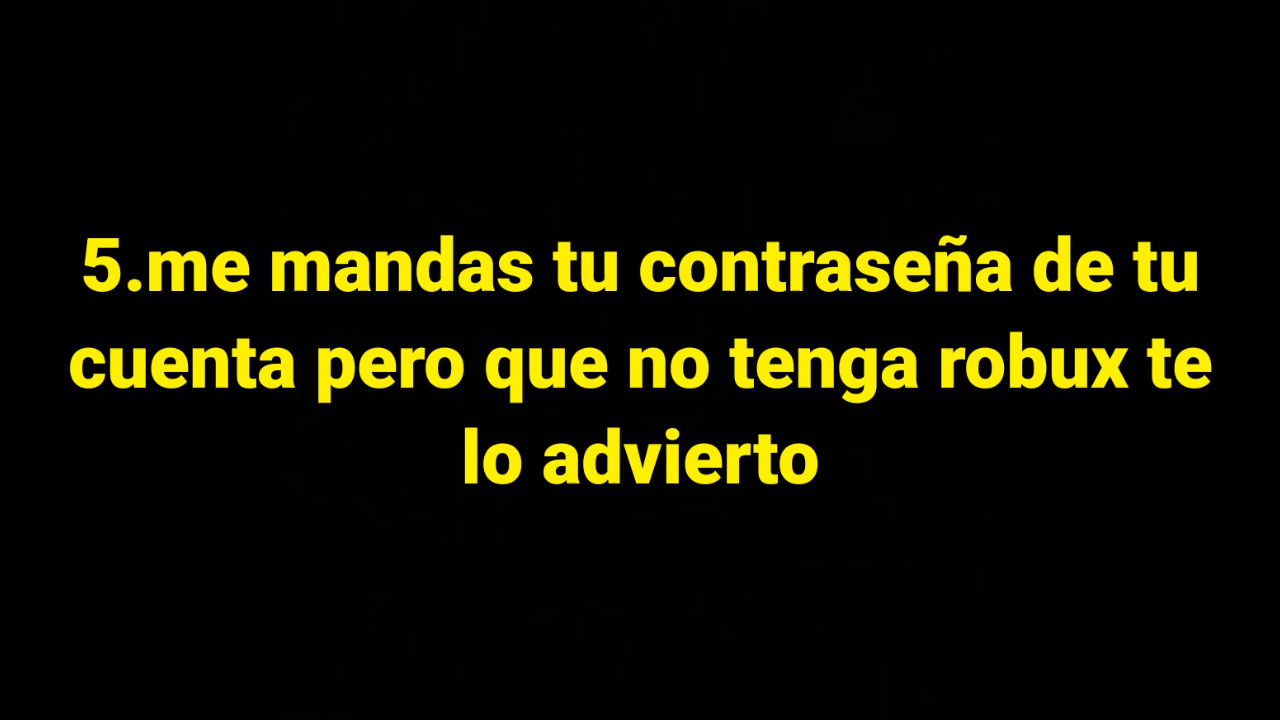 5.me mandas tu contraseña de tu
cuenta pero que no tenga robux te
lo advierto